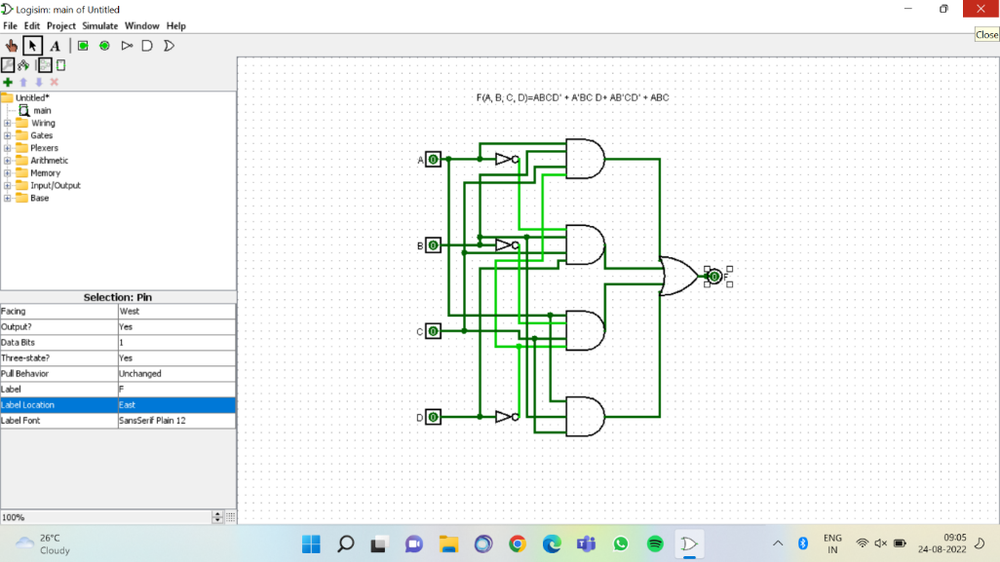 Logisim: main of Untitled
File Edit Project Simulate Window Help
A
Close
Untitled*
main
Wiring
Gates
Plexers
Arithmetic
Memory
Input/Output
Base
Selection: Pin
Facing West
Output? Yes
Data Bits 1
Three-state? Yes
Pull Behavior Unchanged
Label F
Label Location East
Label Font SansSerif Plain 12
100%
F(A, B, C, D)=ABCD' + A'BC D+ AB'CD' + ABC
A 0
B 0
0 F
C 0
D 0
26°C
Cloudy
ENG
IN
09:05
24-08-2022